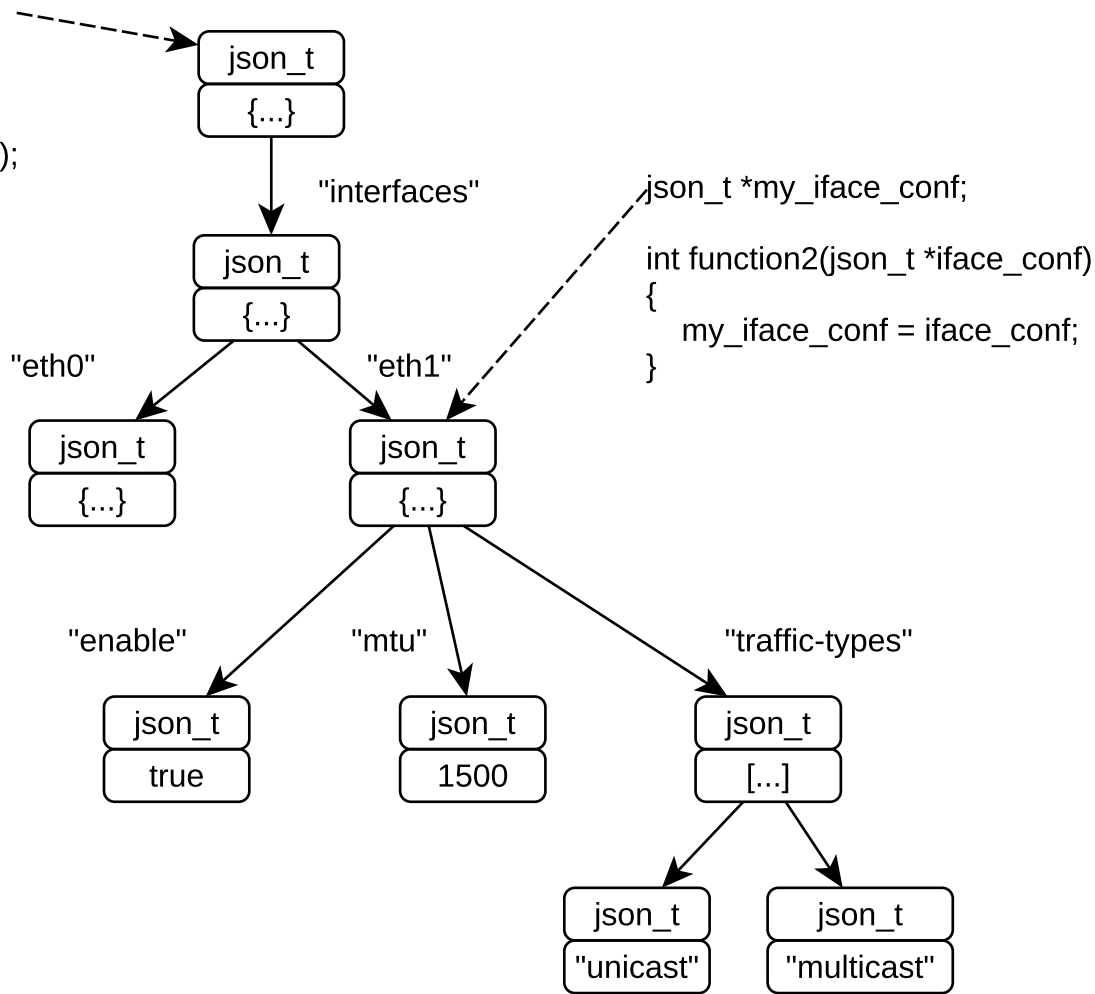 json_t
{...}
);
"interfaces"
json_t *my_iface_conf;
json_t
{...}
int function2(json_t *iface_conf)
{
my_iface_conf = iface_conf;
}
"eth0"
"eth1"
json_t
{...}
json_t
{...}
"enable"
"mtu"
"traffic-types"
json_t
true
json_t
1500
json_t
[...]
json_t
"unicast"
json_t
"multicast"